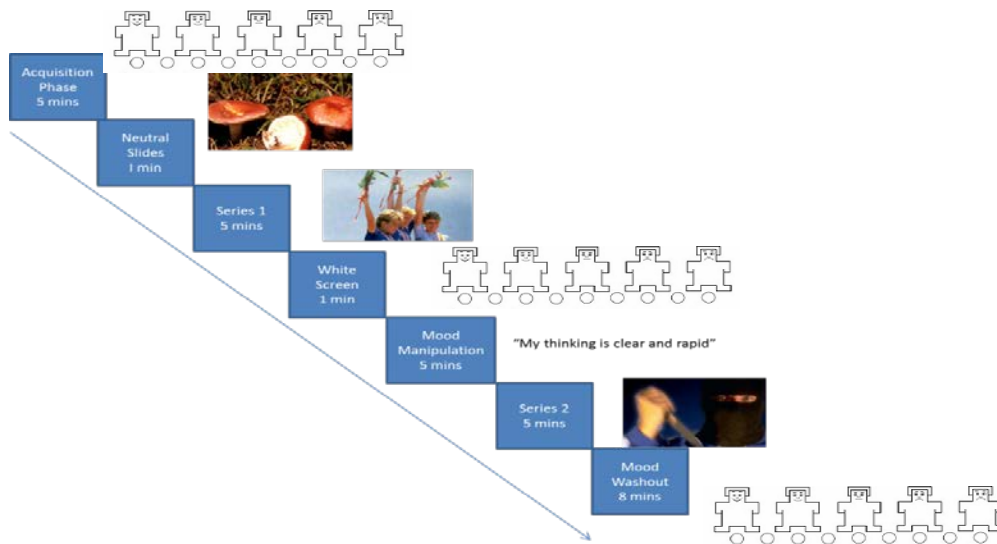 Acquisition
Phase
5 mins
Neutral
Slides
1 min
Series 1
5 mins
White
Screen
1 min
Mood
Manipulation
5 mins
"My thinking is clear and rapid"
Series 2
5 mins
Mood
Washout
8 mins